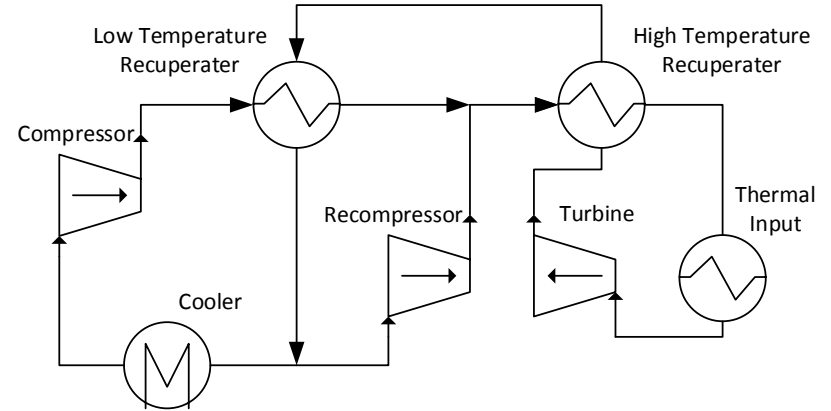 Low Temperature
Recuperater
High Temperature
Recuperater
Compressor
Recompressor
Turbine
Thermal
Input
Cooler